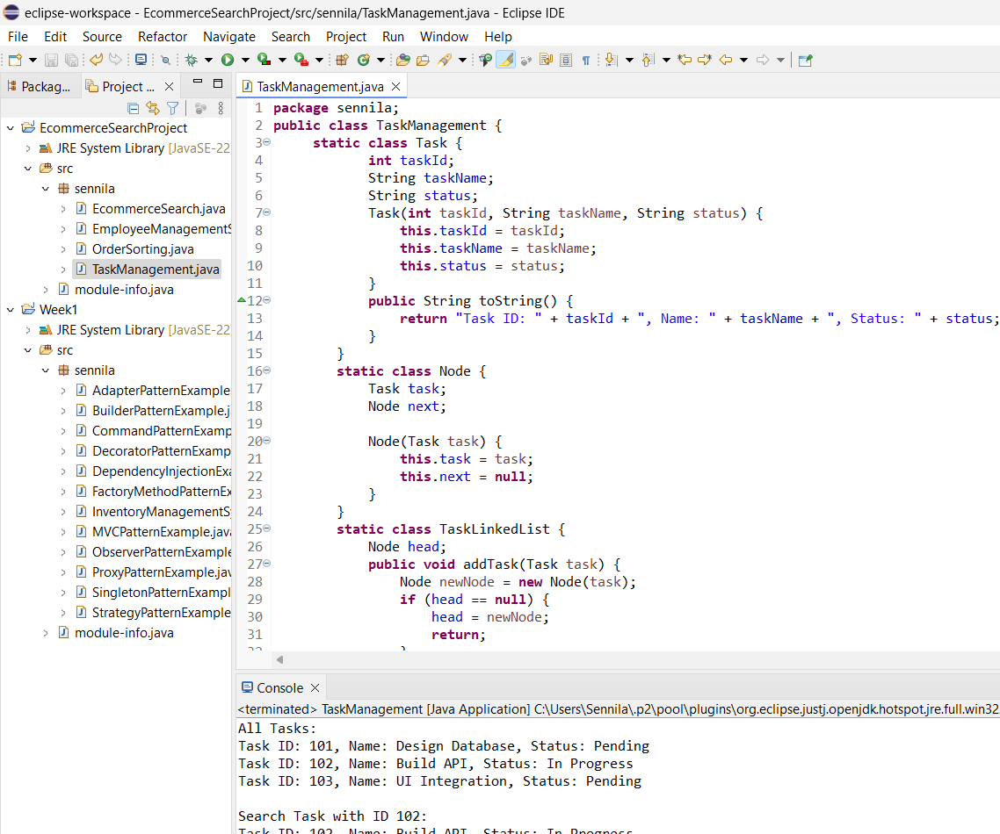 eclipse-workspace - EcommerceSearchProject/src/sennila/TaskManagement.java - Eclipse IDE
File Edit Source Refactor Navigate Search Project Run Window Help
Packag... Project ...
EcommerceSearchProject
JRE System Library [JavaSE-22
src
sennila
EcommerceSearch.java
EmployeeManagementS
OrderSorting.java
TaskManagement.java
module-info.java
Week1
JRE System Library [JavaSE-22
src
sennila
AdapterPatternExample
BuilderPatternExample.j
CommandPatternExamp
DecoratorPatternExamp
DependencyInjectionExa
FactoryMethodPatternEx
InventoryManagementSy
MVCPatternExample.java
ObserverPatternExample
ProxyPatternExample.jav
SingletonPatternExampl
StrategyPatternExample
module-info.java
TaskManagement.java
1 package sennila;
2 public class TaskManagement {
3 static class Task {
4 int taskId;
5 String taskName;
6 String status;
7 Task(int taskId, String taskName, String status) {
8 this.taskId = taskId;
9 this.taskName = taskName;
10 this.status = status;
11 }
12 public String toString() {
13 return "Task ID: " + taskId + ", Name: " + taskName + ", Status: " + status;
14 }
15 }
16 static class Node {
17 Task task;
18 Node next;
19
20 Node(Task task) {
21 this.task = task;
22 this.next = null;
23 }
24 }
25 static class TaskLinkedList {
26 Node head;
27 public void addTask(Task task) {
28 Node newNode = new Node(task);
29 if (head == null) {
30 head = newNode;
31 return;
32 }
Console
<terminated> TaskManagement [Java Application] C:\Users\Sennila\.p2\pool\plugins\org.eclipse.justj.openjdk.hotspot.jre.full.win32
All Tasks:
Task ID: 101, Name: Design Database, Status: Pending
Task ID: 102, Name: Build API, Status: In Progress
Task ID: 103, Name: UI Integration, Status: Pending
Search Task with ID 102:
Task ID: 102, Name: Build API, Status: In Progress